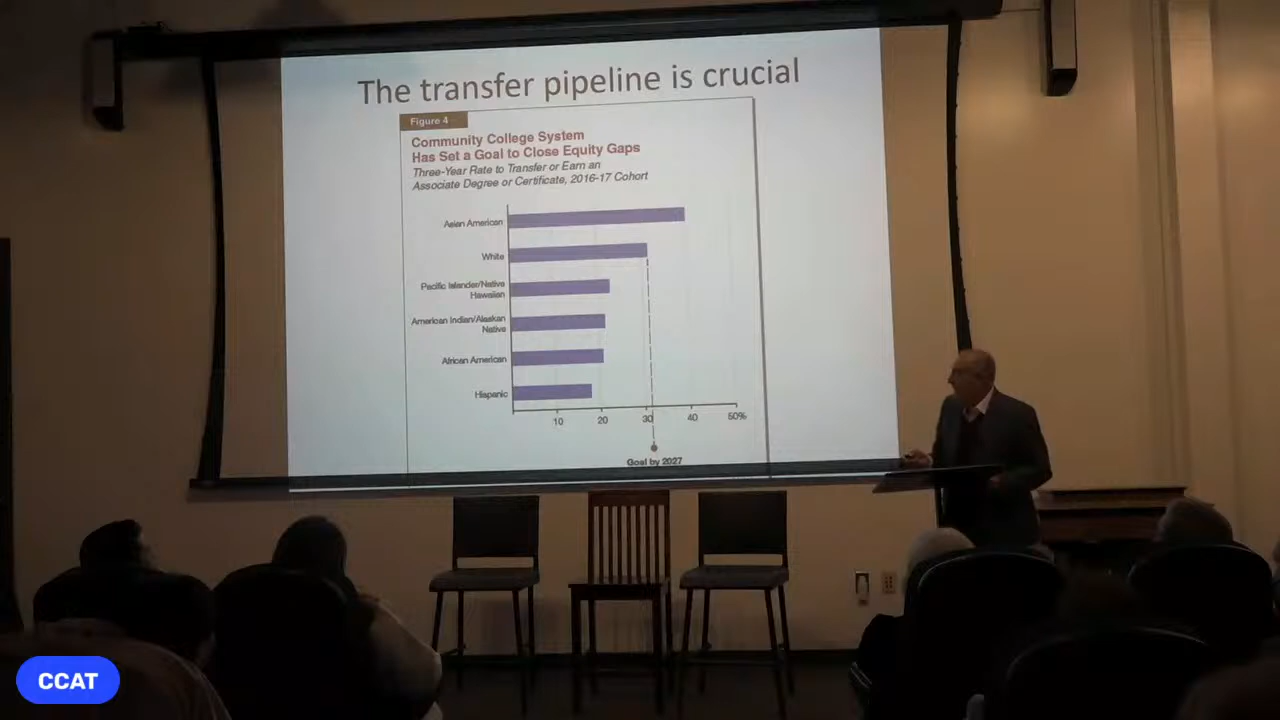 The transfer pipeline is crucial
Figure 4
Community College System
Has Set a Goal to Close Equity Gaps
Three-Year Rate to Transfer or Earn an
Associate Degree or Certificate, 2016-17 Cohort
Asian American
White
Pacific Islander/Native
Hawaiian
American Indian/Alaskan
Native
African American
Hispanic
10 20 30 40 50%
Goal by 2027
CCAT